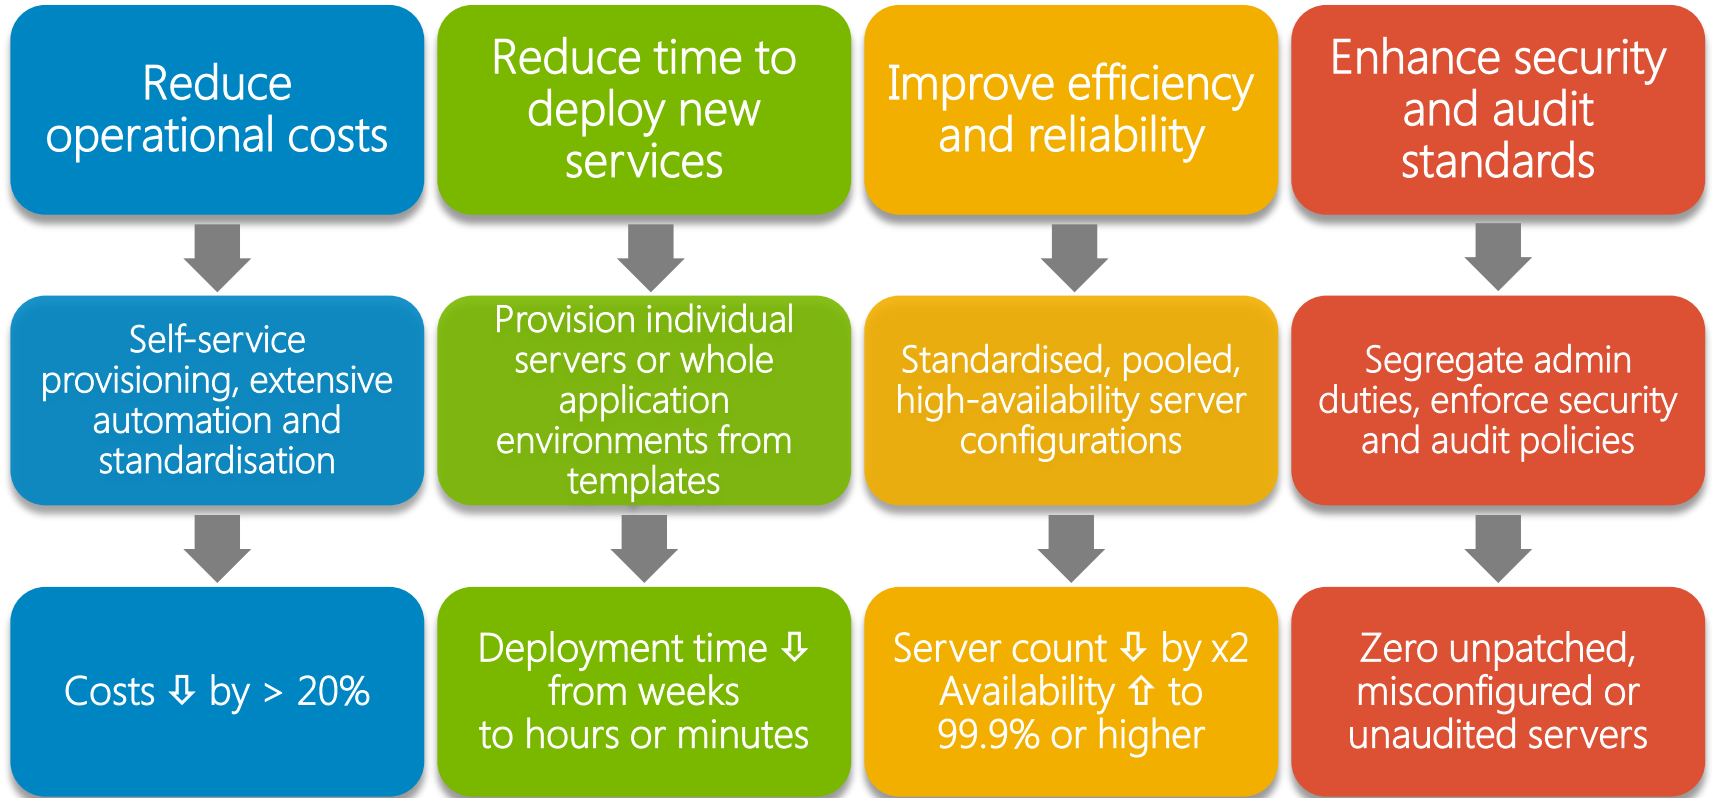 Reduce
operational costs
Reduce time to
deploy new
services
Improve efficiency
and reliability
Enhance security
and audit
standards
Self-service
provisioning, extensive
automation and
standardisation
Provision individual
servers or whole
application
environments from
templates
Standardised, pooled,
high-availability server
configurations
Segregate admin
duties, enforce security
and audit policies
Costs ⇩ by > 20%
Deployment time ⇩
from weeks
to hours or minutes
Server count ⇩ by x2
Availability ⇧ to
99.9% or higher
Zero unpatched,
misconfigured or
unaudited servers